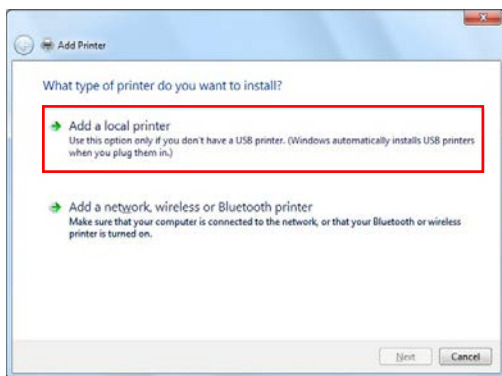 Add Printer
What type of printer do you want to install?
Add a local printer
Use this option only if you don't have a USB printer. (Windows automatically installs USB printers
when you plug them in.)
Add a network, wireless or Bluetooth printer
Make sure that your computer is connected to the network, or that your Bluetooth or wireless
printer is turned on.
Next Cancel